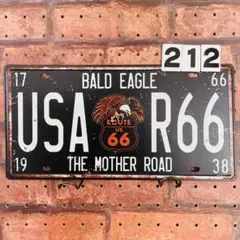 212
17 BALD EAGLE 66
USA ROUTE US 66 R66
19 THE MOTHER ROAD 38